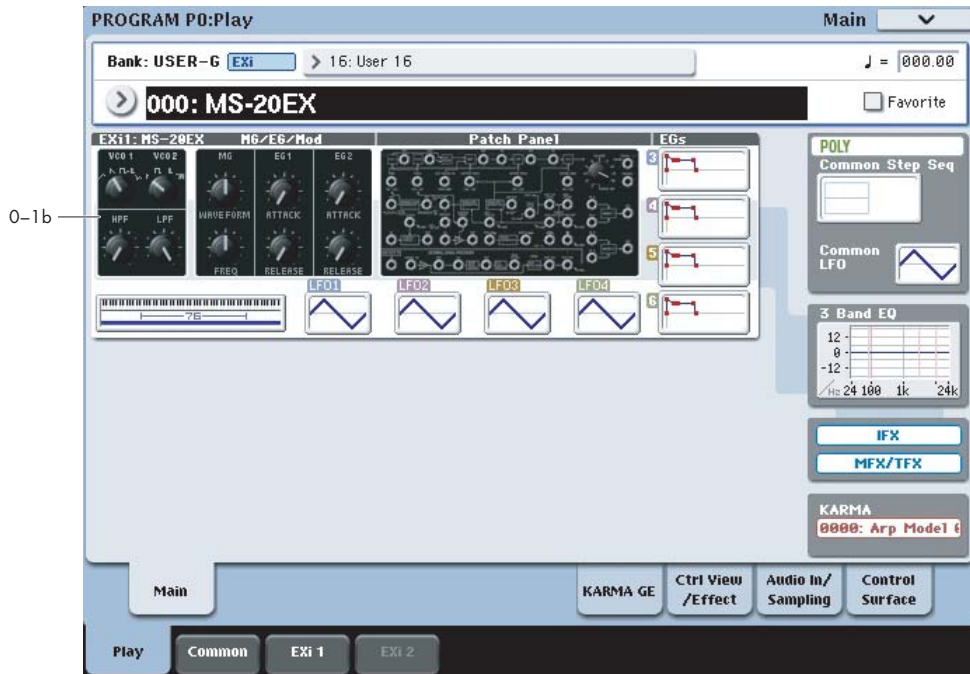 PROGRAM P0:Play
Main
Bank: USER-G EXi
16: User 16
♩ = 000.00
000: MS-20EX
Favorite
EXi1: MS-20EX
MG/EG/Mod
Patch Panel
EGs
VCO 1
VCO 2
MG
EG 1
EG 2
WAVEFORM
ATTACK
ATTACK
HPF
LPF
FREQ
RELEASE
RELEASE
3
4
5
6
0–1b
76
LFO1
LFO2
LFO3
LFO4
POLY
Common Step Seq
Common
LFO
3 Band EQ
12
0
-12
Hz 24 100 1k 24k
IFX
MFX/TFX
KARMA
0000: Arp Model
Main
KARMA GE
Ctrl View
/Effect
Audio In/
Sampling
Control
Surface
Play
Common
EXi 1
EXi 2